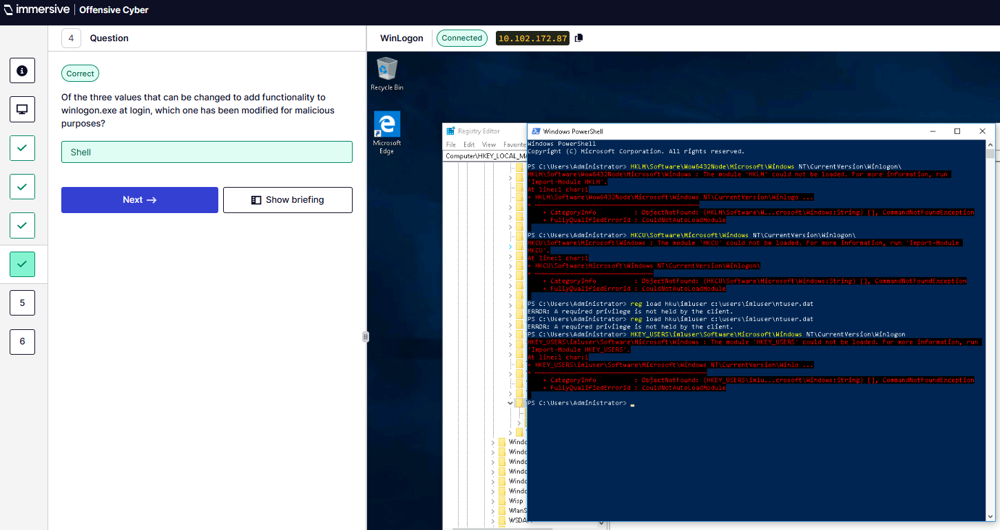 immersive | Offensive Cyber
4 Question
Correct
Of the three values that can be changed to add functionality to
winlogon.exe at login, which one has been modified for malicious
purposes?
Shell
Next →
Show briefing
5
6
WinLogon
Connected
10.102.172.87
Recycle Bin
Microsoft
Edge
Registry Editor
File Edit View Favorite
Computer\HKEY_LOCAL_MA
Windo
Windo
Windo
Windo
Windo
Windo
Wisp
WlanS
WSDAPI
Windows PowerShell
Windows PowerShell
Copyright (C) Microsoft Corporation. All rights reserved.
PS C:\Users\Administrator> HKLM\Software\Wow6432Node\Microsoft\Windows NT\CurrentVersion\Winlogon\
HKLM\Software\Wow6432Node\Microsoft\Windows : The module 'HKLM' could not be loaded. For more information, run
'Import-Module HKLM'.
At line:1 char:1
+ HKLM\Software\Wow6432Node\Microsoft\Windows NT\CurrentVersion\Winlogo ...
+ ~~~~~~~~~~~~~~~~~~~~~~~~~~~~~~~~~~~~~~~~~~~
+ CategoryInfo : ObjectNotFound: (HKLM\Software\W...crosoft\Windows:String) [], CommandNotFoundException
+ FullyQualifiedErrorId : CouldNotAutoLoadModule
PS C:\Users\Administrator> HKCU\Software\Microsoft\Windows NT\CurrentVersion\Winlogon\
HKCU\Software\Microsoft\Windows : The module 'HKCU' could not be loaded. For more information, run 'Import-Module
HKCU'.
At line:1 char:1
+ HKCU\Software\Microsoft\Windows NT\CurrentVersion\Winlogon\
+ ~~~~~~~~~~~~~~~~~~~~~~~~~~~~~~~
+ CategoryInfo : ObjectNotFound: (HKCU\Software\Microsoft\Windows:String) [], CommandNotFoundException
+ FullyQualifiedErrorId : CouldNotAutoLoadModule
PS C:\Users\Administrator> reg load hku\imluser c:\users\imluser\ntuser.dat
ERROR: A required privilege is not held by the client.
PS C:\Users\Administrator> reg load hku\imluser c:\users\imluser\ntuser.dat
ERROR: A required privilege is not held by the client.
PS C:\Users\Administrator> HKEY_USERS\imluser\Software\Microsoft\Windows NT\CurrentVersion\Winlogon
HKEY_USERS\imluser\Software\Microsoft\Windows : The module 'HKEY_USERS' could not be loaded. For more information, run
'Import-Module HKEY_USERS'.
At line:1 char:1
+ HKEY_USERS\imluser\Software\Microsoft\Windows NT\CurrentVersion\Winlo ...
+ ~~~~~~~~~~~~~~~~~~~~~~~~~~~~~~~~~~~~~~~~~~~~~
+ CategoryInfo : ObjectNotFound: (HKEY_USERS\imlu...crosoft\Windows:String) [], CommandNotFoundException
+ FullyQualifiedErrorId : CouldNotAutoLoadModule
PS C:\Users\Administrator>